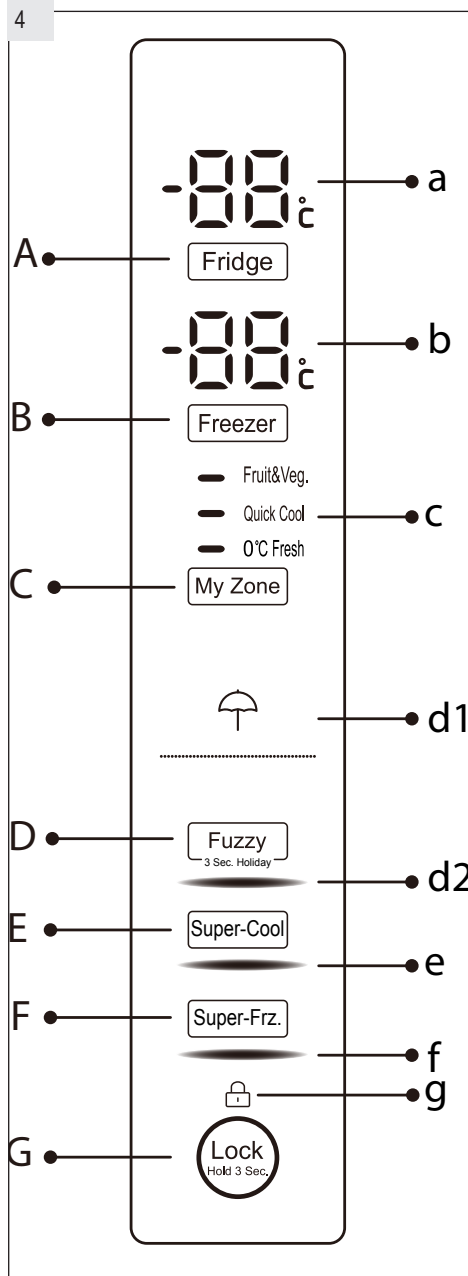 4
-88°c
a
A
Fridge
-88°c
b
B
Freezer
Fruit&Veg.
Quick Cool
c
0°C Fresh
C
My Zone
d1
D
Fuzzy
3 Sec. Holiday
d2
E
Super-Cool
e
F
Super-Frz.
f
g
G
Lock
Hold 3 Sec.